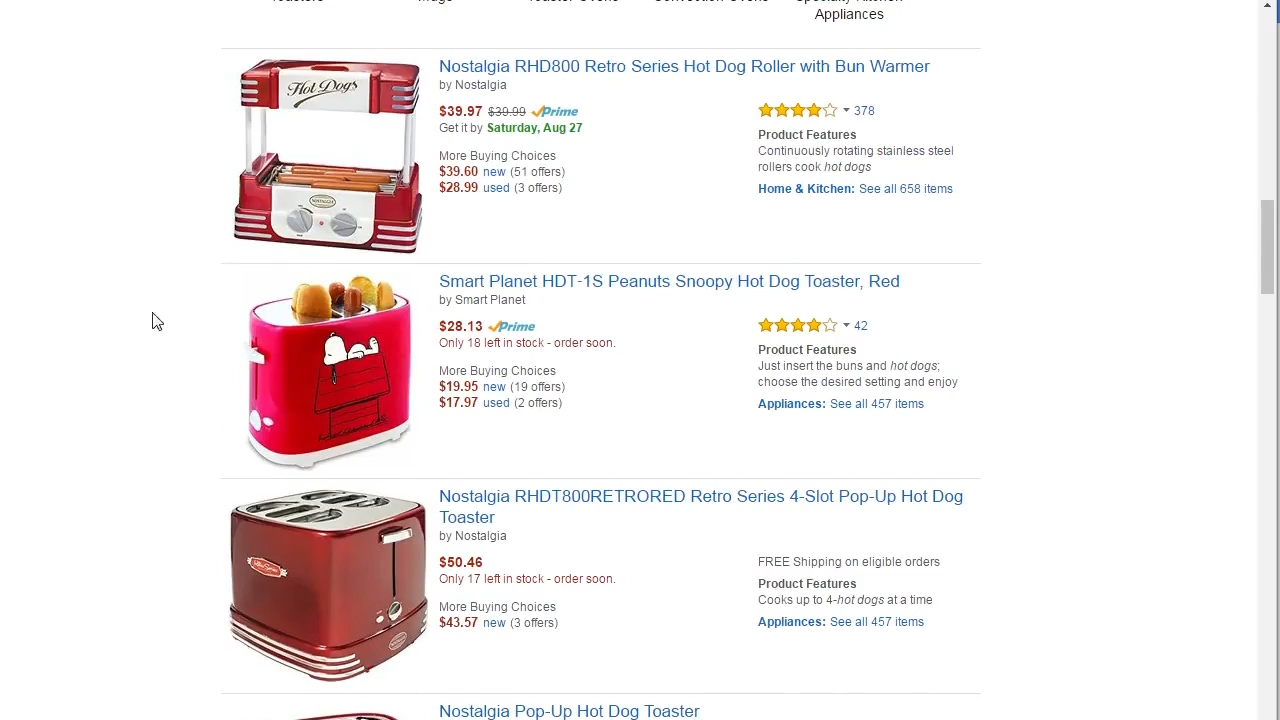 Toaster Ovens
Convection Ovens
Specialty Kitchen
Appliances
Hot Dogs
NOSTALGIA
Nostalgia RHD800 Retro Series Hot Dog Roller with Bun Warmer
by Nostalgia
$39.97 $39.99 Prime
Get it by Saturday, Aug 27
More Buying Choices
$39.60 new (51 offers)
$28.99 used (3 offers)
378
Product Features
Continuously rotating stainless steel
rollers cook hot dogs
Home & Kitchen: See all 658 items
Smart Planet HDT-1S Peanuts Snoopy Hot Dog Toaster, Red
by Smart Planet
$28.13 Prime
Only 18 left in stock - order soon.
More Buying Choices
$19.95 new (19 offers)
$17.97 used (2 offers)
42
Product Features
Just insert the buns and hot dogs;
choose the desired setting and enjoy
Appliances: See all 457 items
Nostalgia RHDT800RETRORED Retro Series 4-Slot Pop-Up Hot Dog
Toaster
by Nostalgia
$50.46
Only 17 left in stock - order soon.
More Buying Choices
$43.57 new (3 offers)
FREE Shipping on eligible orders
Product Features
Cooks up to 4-hot dogs at a time
Appliances: See all 457 items
Nostalgia Pop-Up Hot Dog Toaster